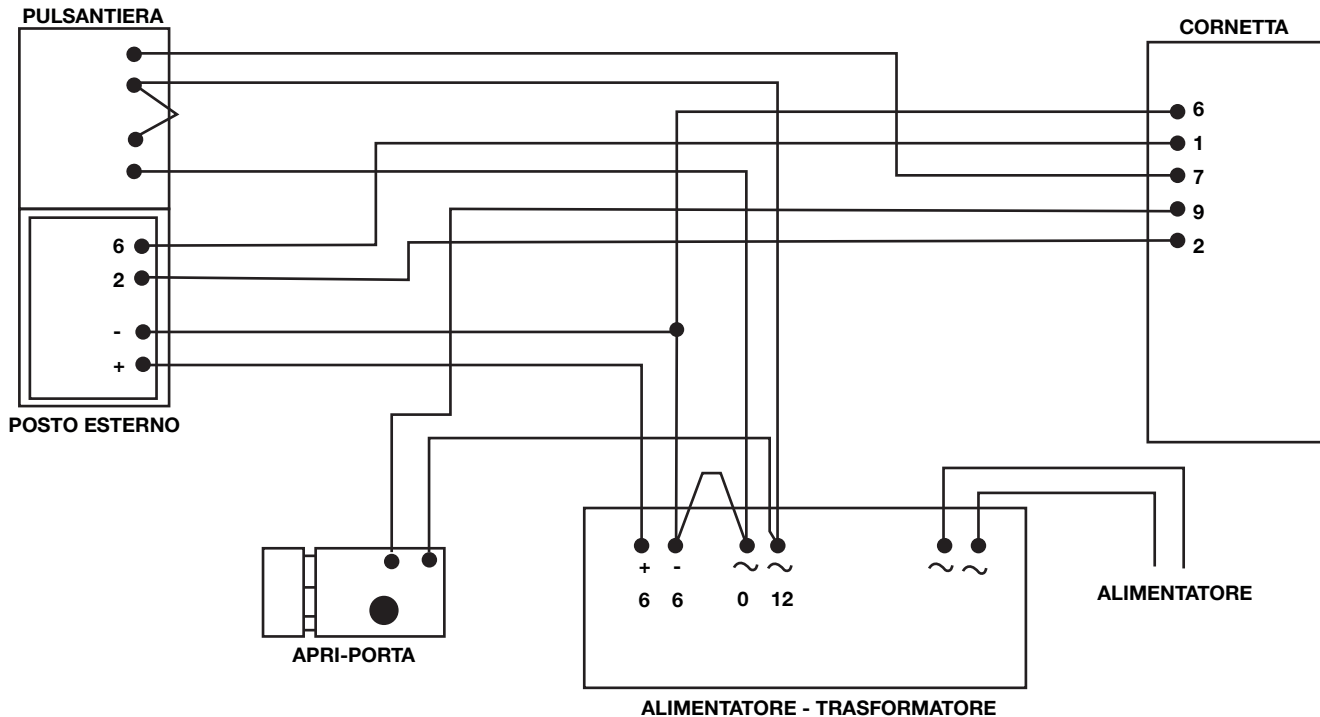 PULSANTIERA
CORNETTA
6
1
7
9
2
6
2
-
+
POSTO ESTERNO
+ - ~ ~ ~ ~
6 6 0 12
ALIMENTATORE
APRI-PORTA
ALIMENTATORE - TRASFORMATORE